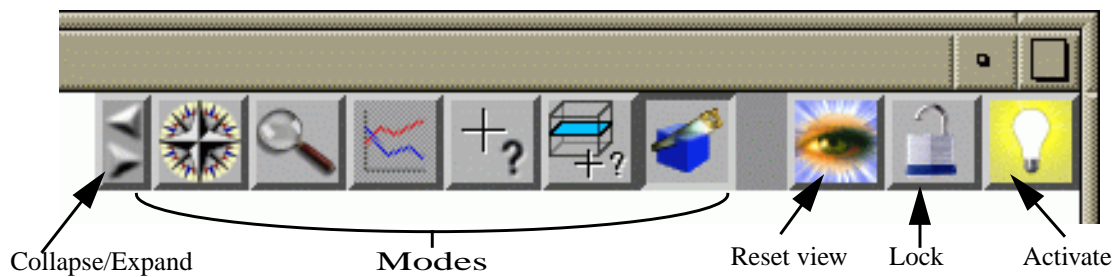 ?
?
Collapse/Expand
Modes
Reset view
Lock
Activate